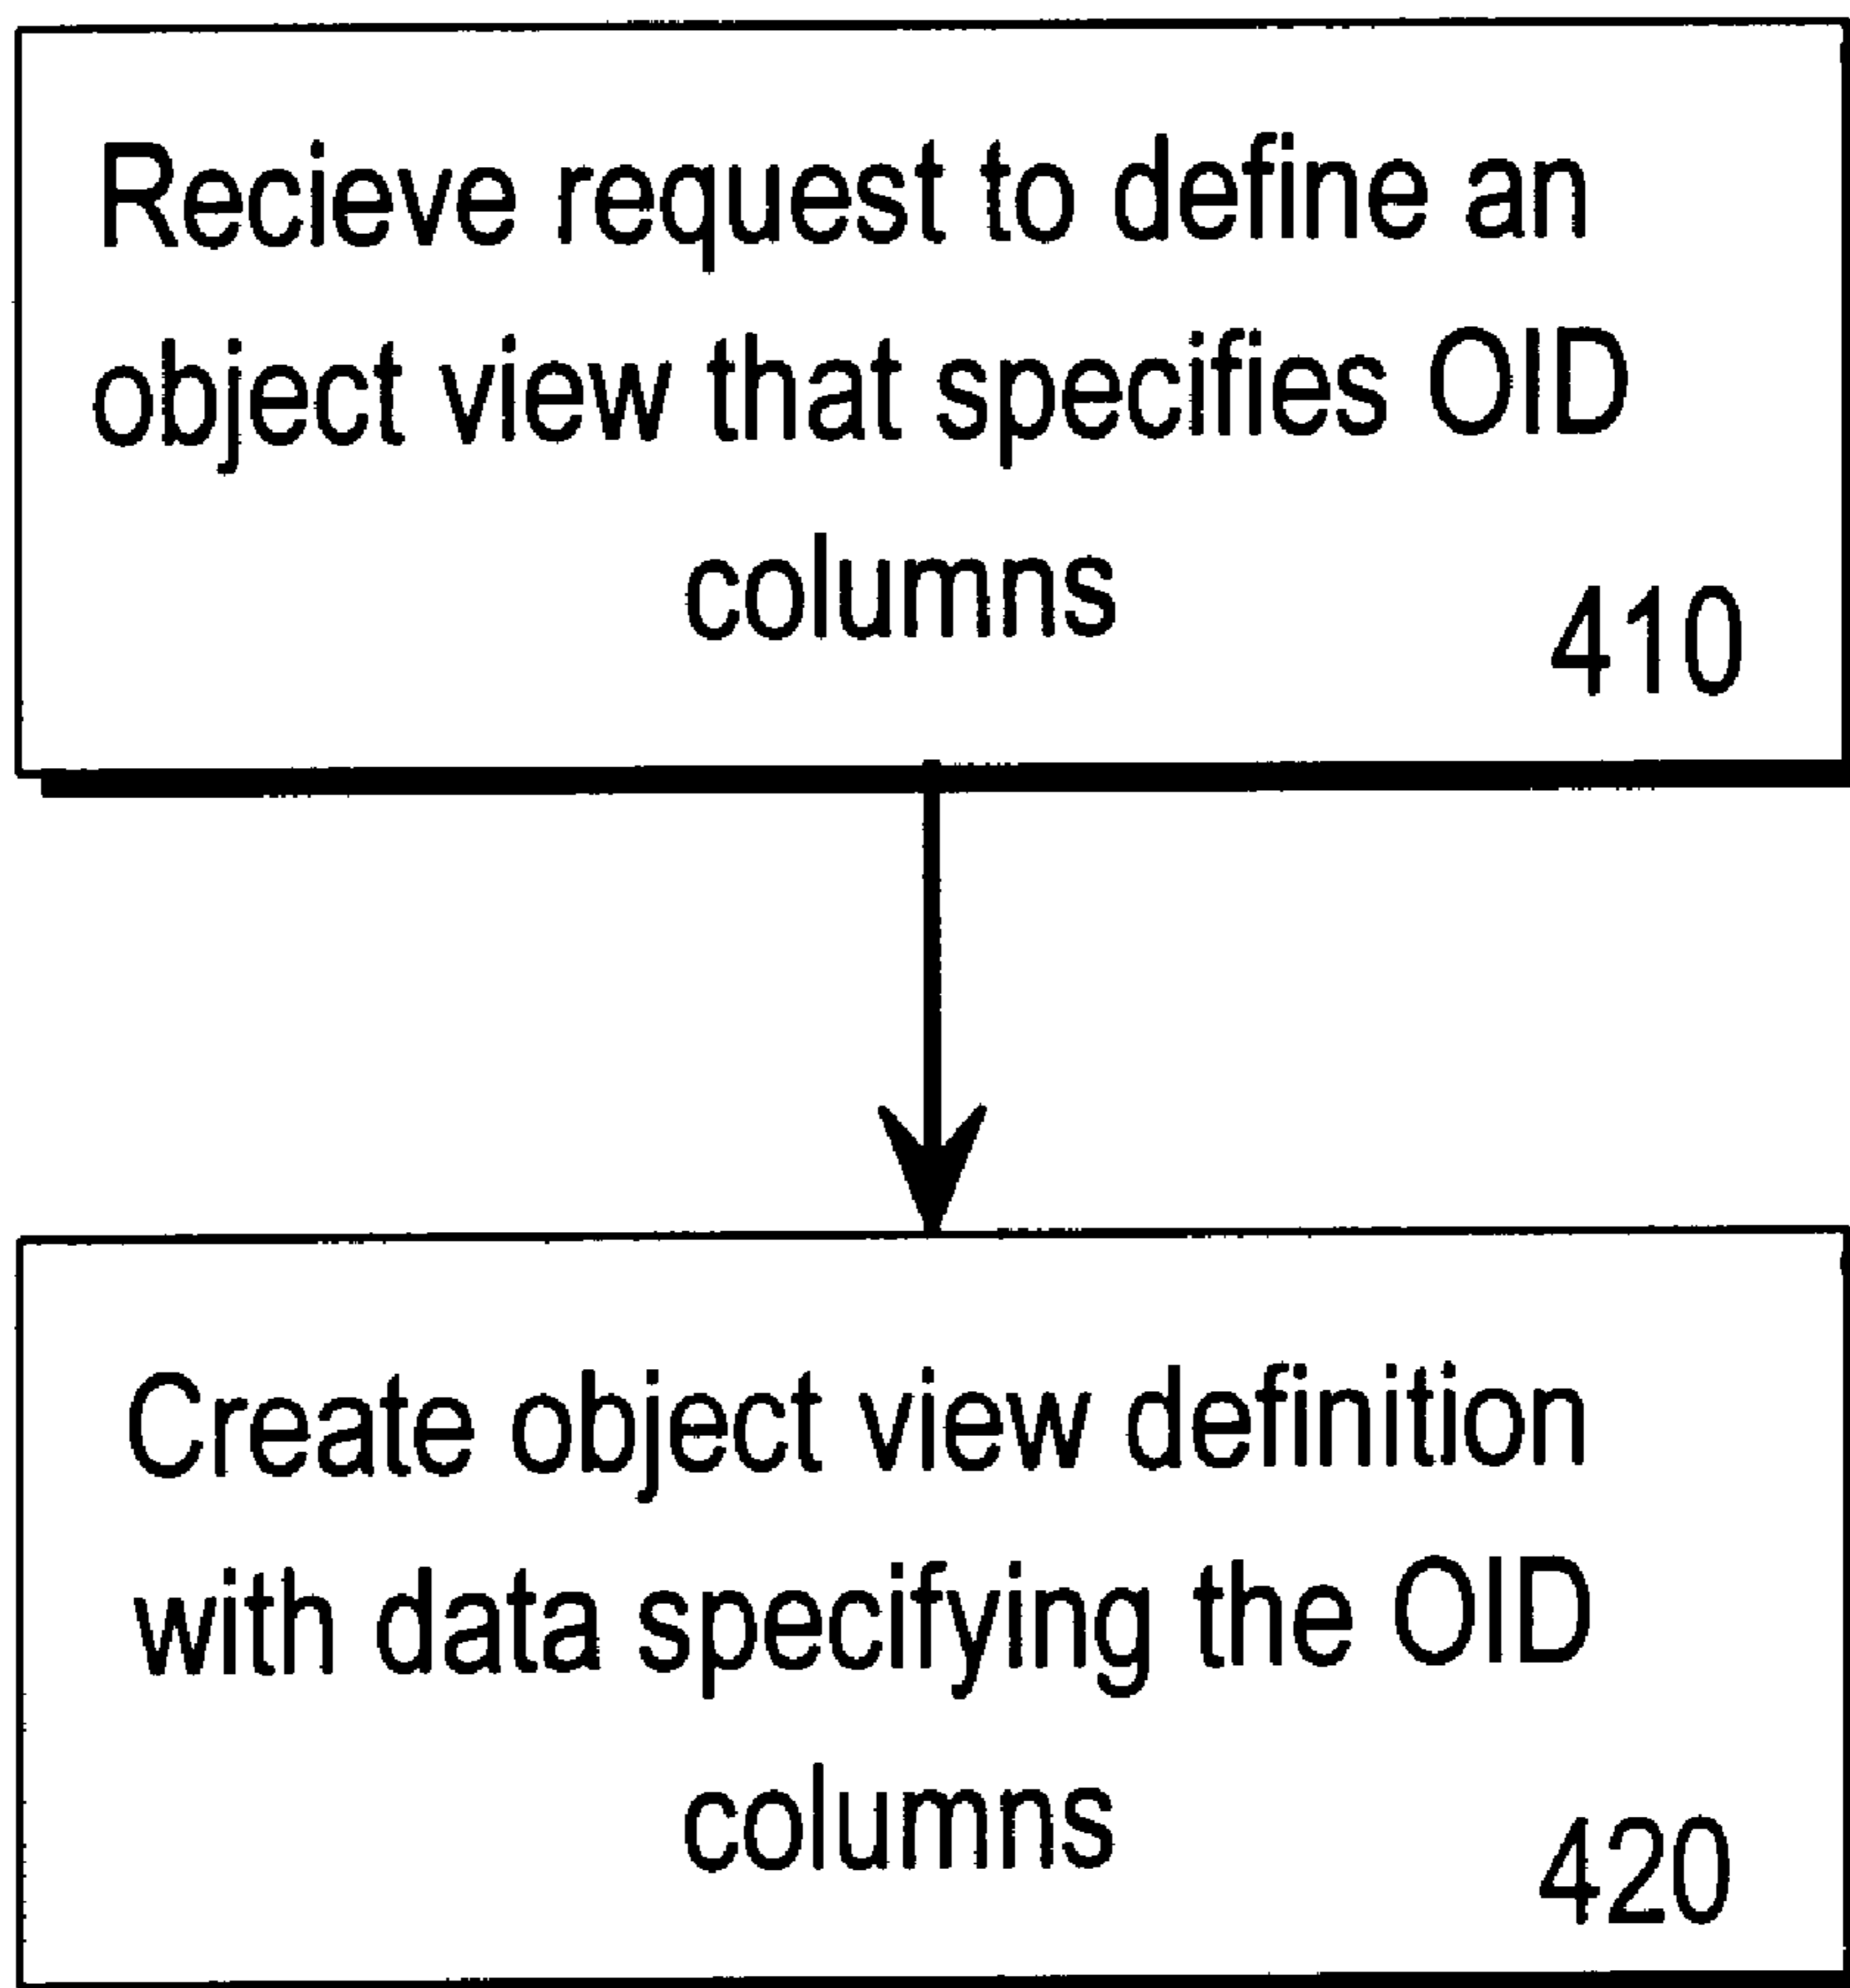 Recieve request to define an
object view that specifies OID
columns
410
Create object view definition
with data specifying the OID
columns
420